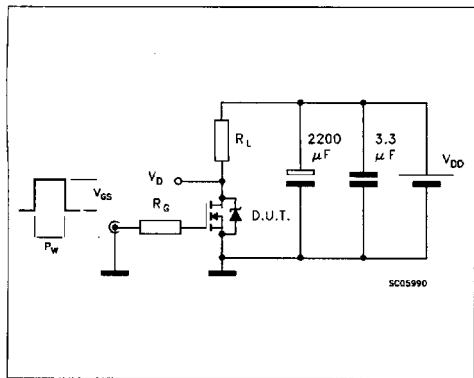 R_L
2200 µF
3.3 µF
V_DD
V_D
V_GS
R_G
D.U.T.
P_W
SC05990